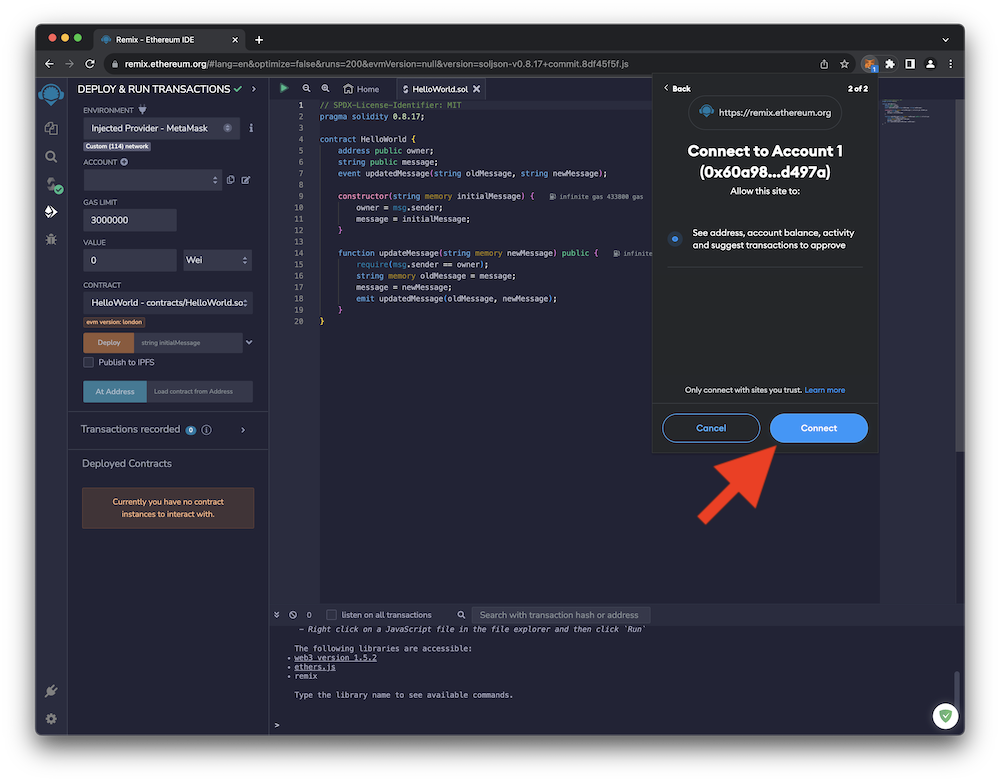 Remix - Ethereum IDE
remix.ethereum.org/#lang=en&optimize=false&runs=200&evmVersion=null&version=soljson-v0.8.17+commit.8df45f5f.js
1
DEPLOY & RUN TRANSACTIONS
ENVIRONMENT
Injected Provider - MetaMask
Custom (114) network
ACCOUNT
GAS LIMIT
3000000
VALUE
0
Wei
CONTRACT
HelloWorld - contracts/HelloWorld.so
evm version: london
Deploy
string initialMessage
Publish to IPFS
At Address
Load contract from Address
Transactions recorded 0 i
Deployed Contracts
Currently you have no contract
instances to interact with.
Home
HelloWorld.sol
1 // SPDX-License-Identifier: MIT
2 pragma solidity 0.8.17;
3
4 contract HelloWorld {
5 address public owner;
6 string public message;
7 event updatedMessage(string oldMessage, string newMessage);
8
9 constructor(string memory initialMessage) { infinite gas 433800 gas
10 owner = msg.sender;
11 message = initialMessage;
12 }
13
14 function updateMessage(string memory newMessage) public { infinite
15 require(msg.sender == owner);
16 string memory oldMessage = message;
17 message = newMessage;
18 emit updatedMessage(oldMessage, newMessage);
19 }
20 }
Back
2 of 2
https://remix.ethereum.org
Connect to Account 1
(0x60a98...d497a)
Allow this site to:
See address, account balance, activity
and suggest transactions to approve
Only connect with sites you trust. Learn more
Cancel
Connect
0
listen on all transactions
Search with transaction hash or address
- Right click on a JavaScript file in the file explorer and then click `Run`
The following libraries are accessible:
• web3 version 1.5.2
• ethers.js
• remix
Type the library name to see available commands.
>